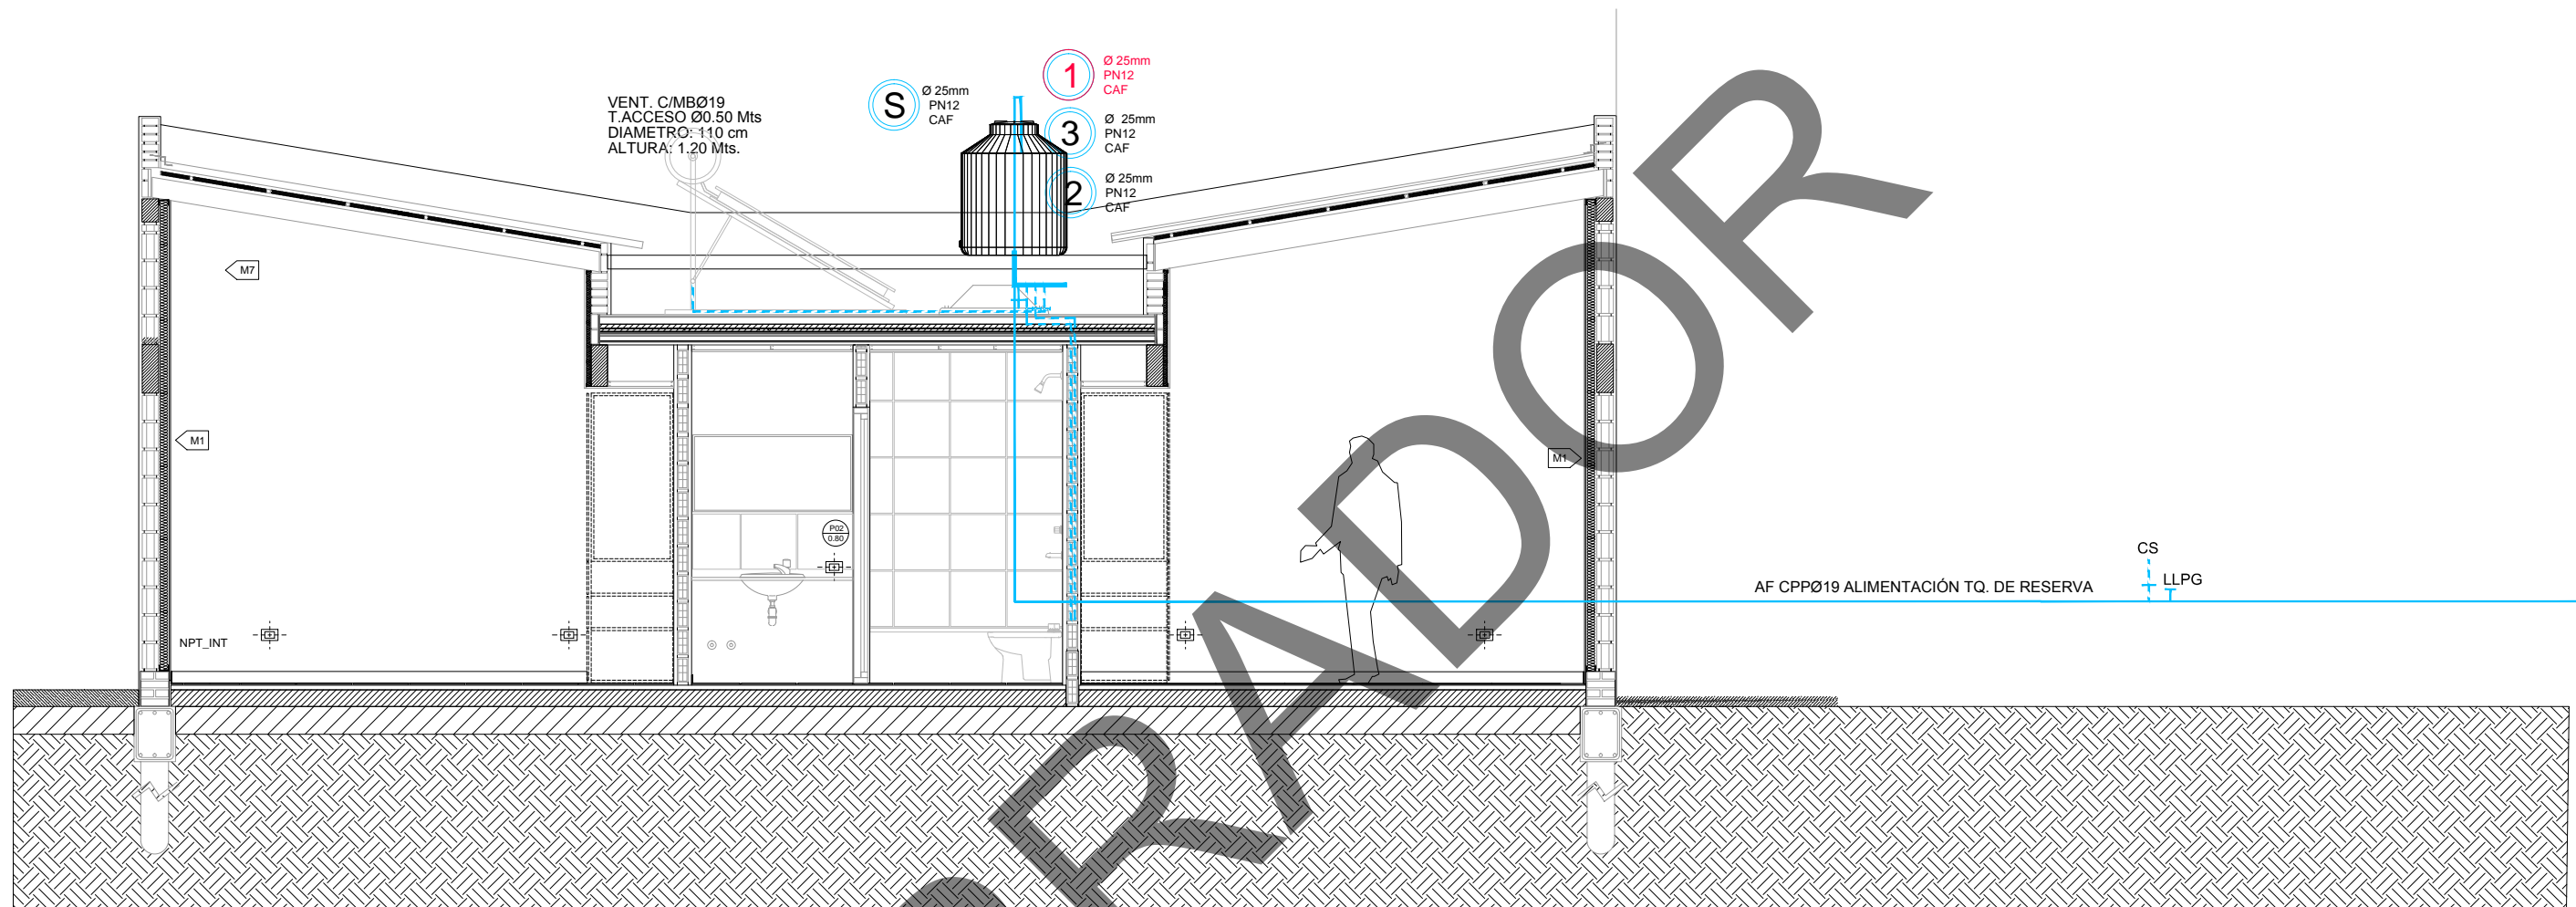 VENT. C/MBØ19
T.ACCESO Ø0.50 Mts
DIAMETRO: 110 cm
ALTURA: 1.20 Mts.
S
Ø 25mm
PN12
CAF
1
Ø 25mm
PN12
CAF
3
Ø 25mm
PN12
CAF
2
Ø 25mm
PN12
CAF
M7
M1
M1
P02
0.80
NPT_INT
AF CPPØ19 ALIMENTACIÓN TQ. DE RESERVA
CS
LLPG
RADOR